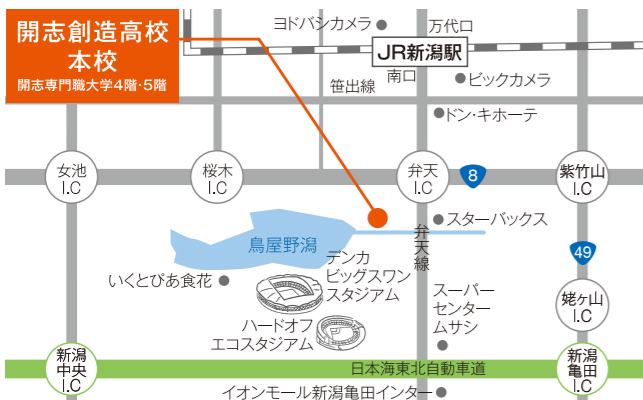 開志創造高校
本校
開志専門職大学4階・5階
ヨドバシカメラ
万代口
JR新潟駅
南口
ビックカメラ
笹出線
ドン・キホーテ
女池
I.C
桜木
I.C
弁天
I.C
8
紫竹山
I.C
スターバックス
弁天線
鳥屋野潟
49
デンカ
ビッグスワン
スタジアム
いくとぴあ食花
姥ヶ山
I.C
スーパー
センター
ムサシ
ハードオフ
エコスタジアム
新潟
中央
I.C
日本海東北自動車道
新潟
亀田
I.C
イオンモール新潟亀田インター